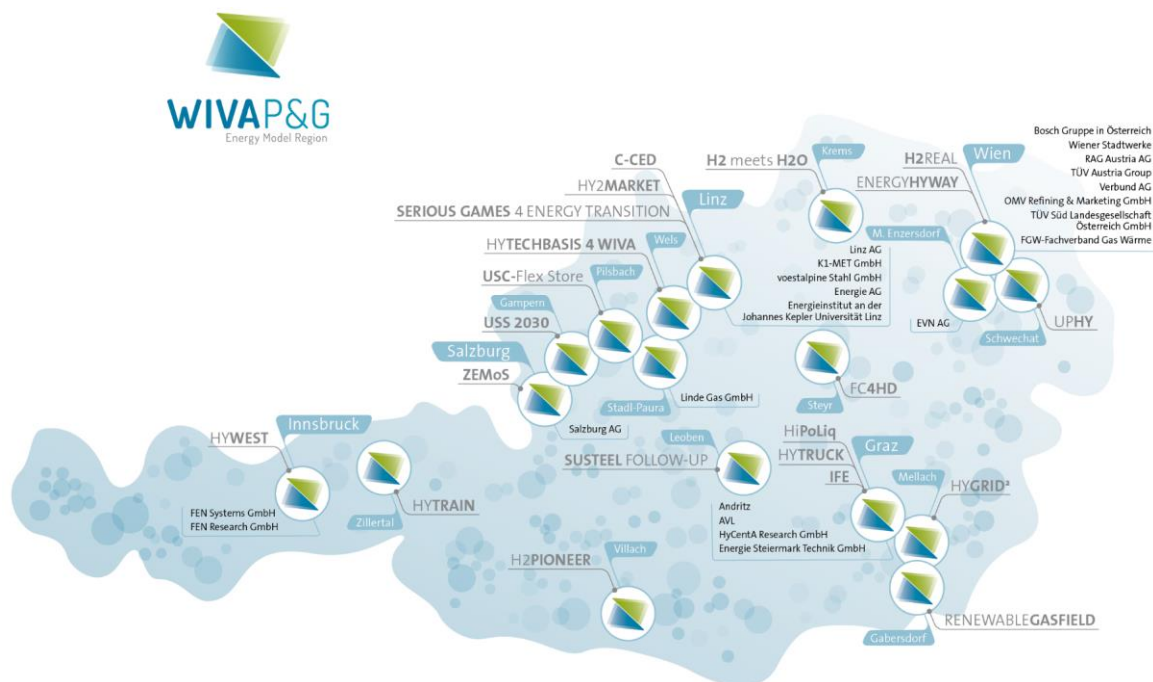 WIVAP&G
Energy Model Region
Bosch Gruppe in Österreich
Wiener Stadtwerke
RAG Austria AG
TÜV Austria Group
Verbund AG
OMV Refining & Marketing GmbH
TÜV Süd Landesgesellschaft
Österreich GmbH
FGW-Fachverband Gas Wärme
Wien
H2REAL
ENERGYHYWAY
Krems
H2 meets H2O
C-CED
HY2MARKET
SERIOUS GAMES 4 ENERGY TRANSITION
Linz
Linz AG
K1-MET GmbH
voestalpine Stahl GmbH
Energie AG
Energieinstitut an der
Johannes Kepler Universität Linz
M. Enzersdorf
EVN AG
Schwechat
UPHY
Wels
HYTECHBASIS 4 WIVA
Pilsbach
USC-Flex Store
Gampern
USS 2030
Salzburg
ZEMoS
Salzburg AG
Stadl-Paura
Linde Gas GmbH
Steyr
FC4HD
Innsbruck
HYWEST
FEN Systems GmbH
FEN Research GmbH
Zillertal
HYTRAIN
Leoben
SUSTEEL FOLLOW-UP
Andritz
AVL
HyCentA Research GmbH
Energie Steiermark Technik GmbH
HiPoLiq
HYTRUCK
IFE
Graz
Mellach
HYGRID²
Villach
H2PIONEER
Gabersdorf
RENEWABLEGASFIELD